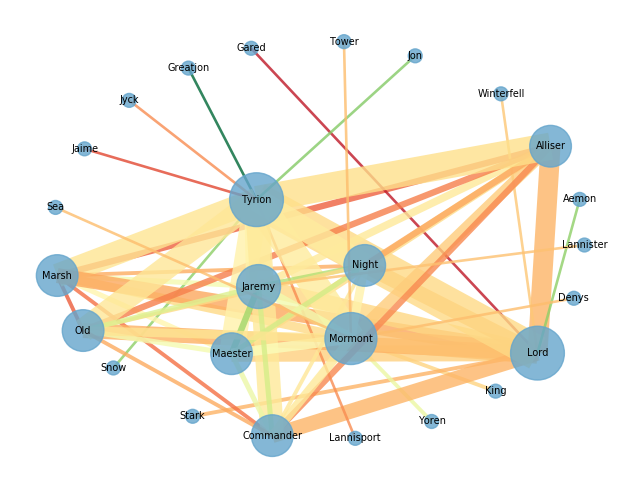 Tower
Gared
Jon
Greatjon
Winterfell
Jyck
Alliser
Jaime
Tyrion
Aemon
Sea
Lannister
Night
Marsh
Jaremy
Denys
Old
Mormont
Maester
Lord
Snow
King
Stark
Yoren
Commander
Lannisport